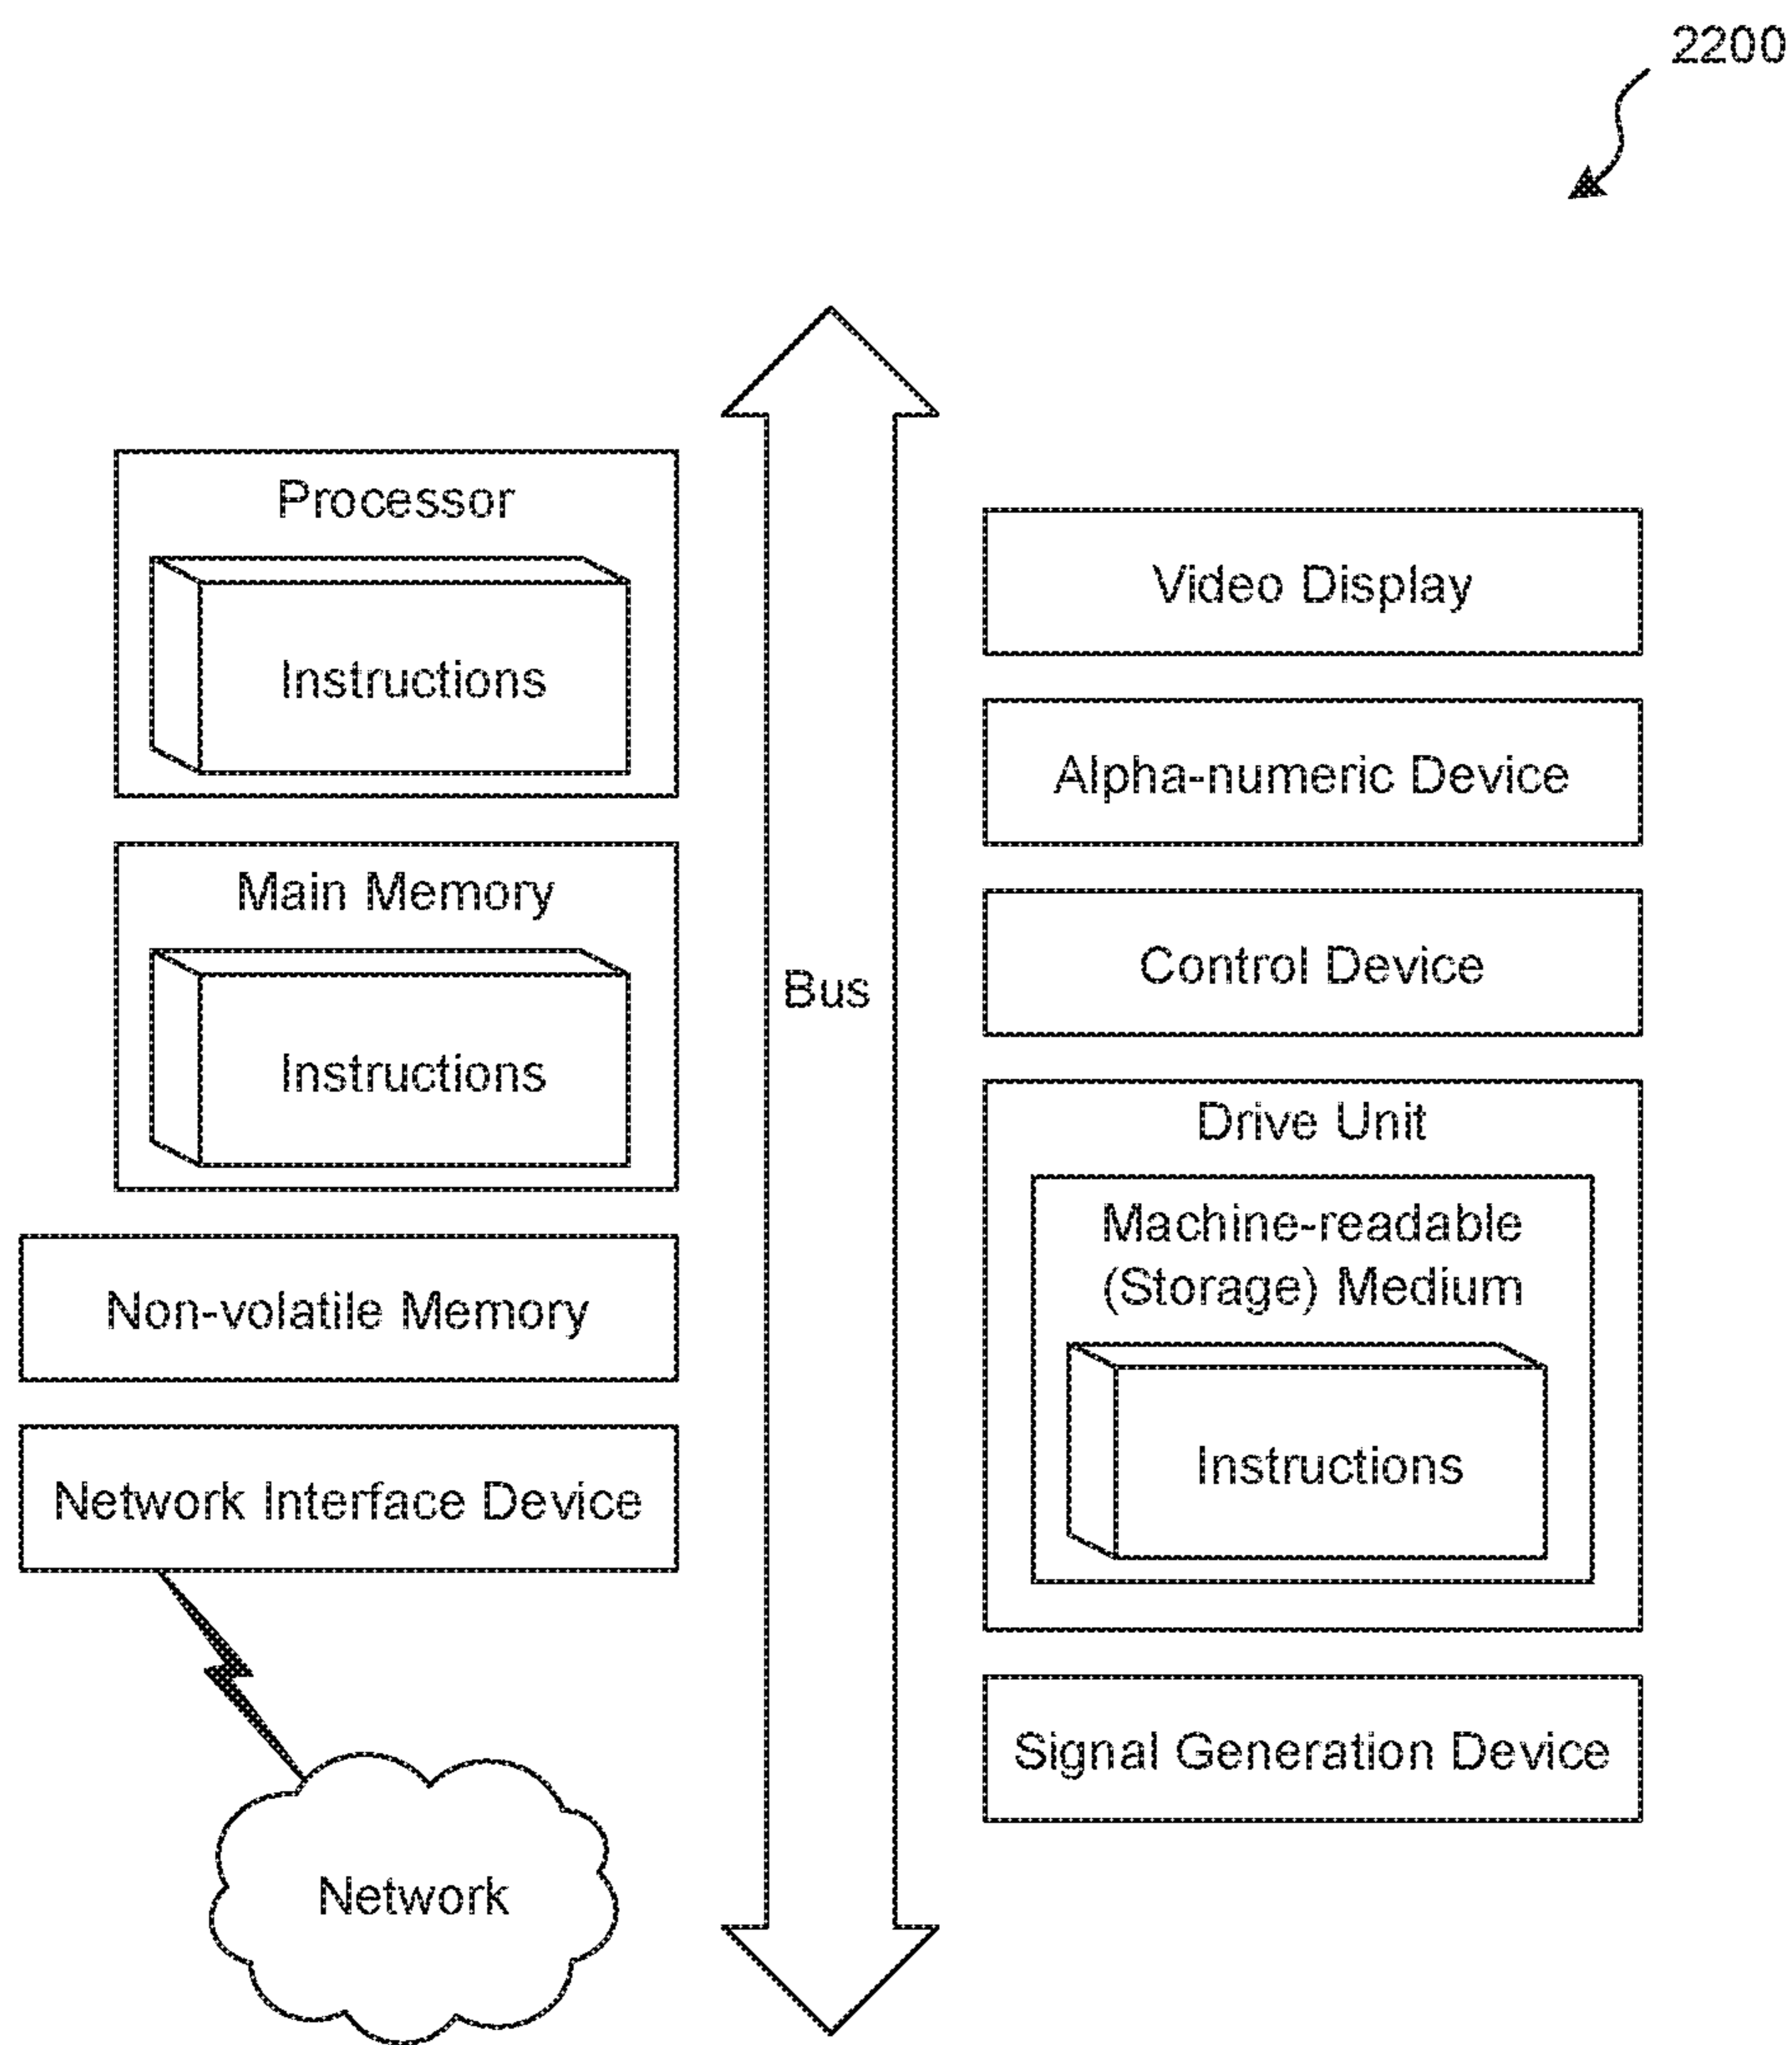 2200
Processor
Instructions
Main Memory
Instructions
Non-volatile Memory
Network Interface Device
Network
Bus
Video Display
Alpha-numeric Device
Control Device
Drive Unit
Machine-readable
(Storage) Medium
Instructions
Signal Generation Device